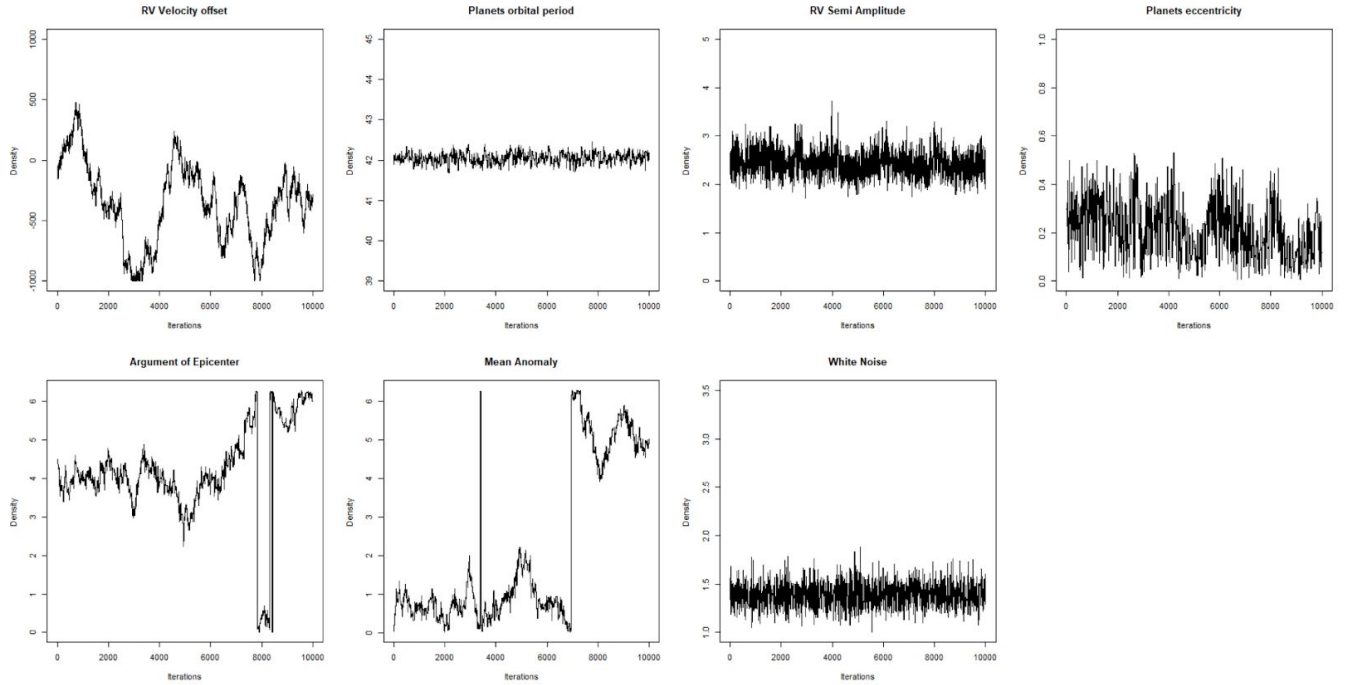 RV Velocity offset
Density
1000
500
0
-500
-1000
0 2000 4000 6000 8000 10000
Iterations
Planets orbital period
Density
45
44
43
42
41
40
39
0 2000 4000 6000 8000 10000
Iterations
RV Semi Amplitude
Density
5
4
3
2
1
0
0 2000 4000 6000 8000 10000
Iterations
Planets eccentricity
Density
1.0
0.8
0.6
0.4
0.2
0.0
0 2000 4000 6000 8000 10000
Iterations
Argument of Epicenter
Density
6
5
4
3
2
1
0
0 2000 4000 6000 8000 10000
Iterations
Mean Anomaly
Density
6
5
4
3
2
1
0
0 2000 4000 6000 8000 10000
Iterations
White Noise
Density
3.5
3.0
2.5
2.0
1.5
1.0
0 2000 4000 6000 8000 10000
Iterations